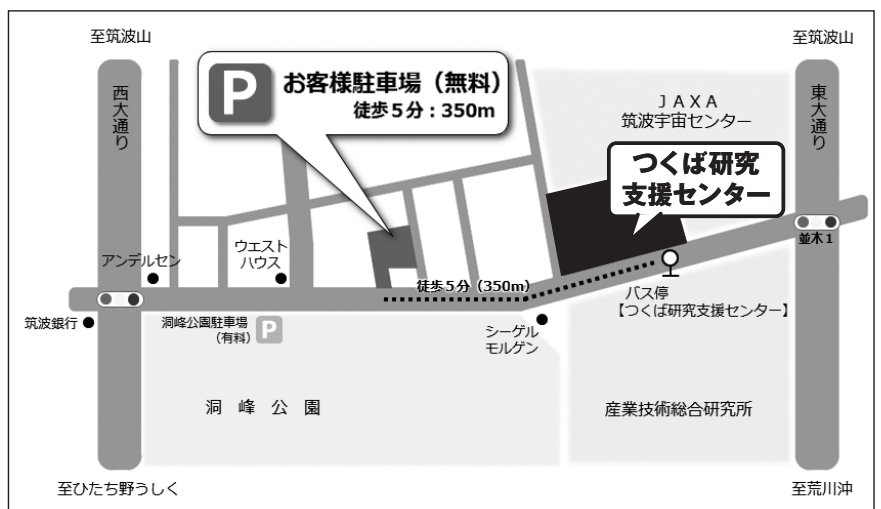 至筑波山
至筑波山
西大通り
P
お客様駐車場（無料）
徒歩５分：350m
ＪＡＸＡ
筑波宇宙センター
東大通り
つくば研究
支援センター
並木1
アンデルセン
ウエスト
ハウス
徒歩５分（350m）
バス停
【つくば研究支援センター】
筑波銀行
洞峰公園駐車場
（有料）
P
シーゲル
モルゲン
洞 峰 公 園
産業技術総合研究所
至ひたち野うしく
至荒川沖